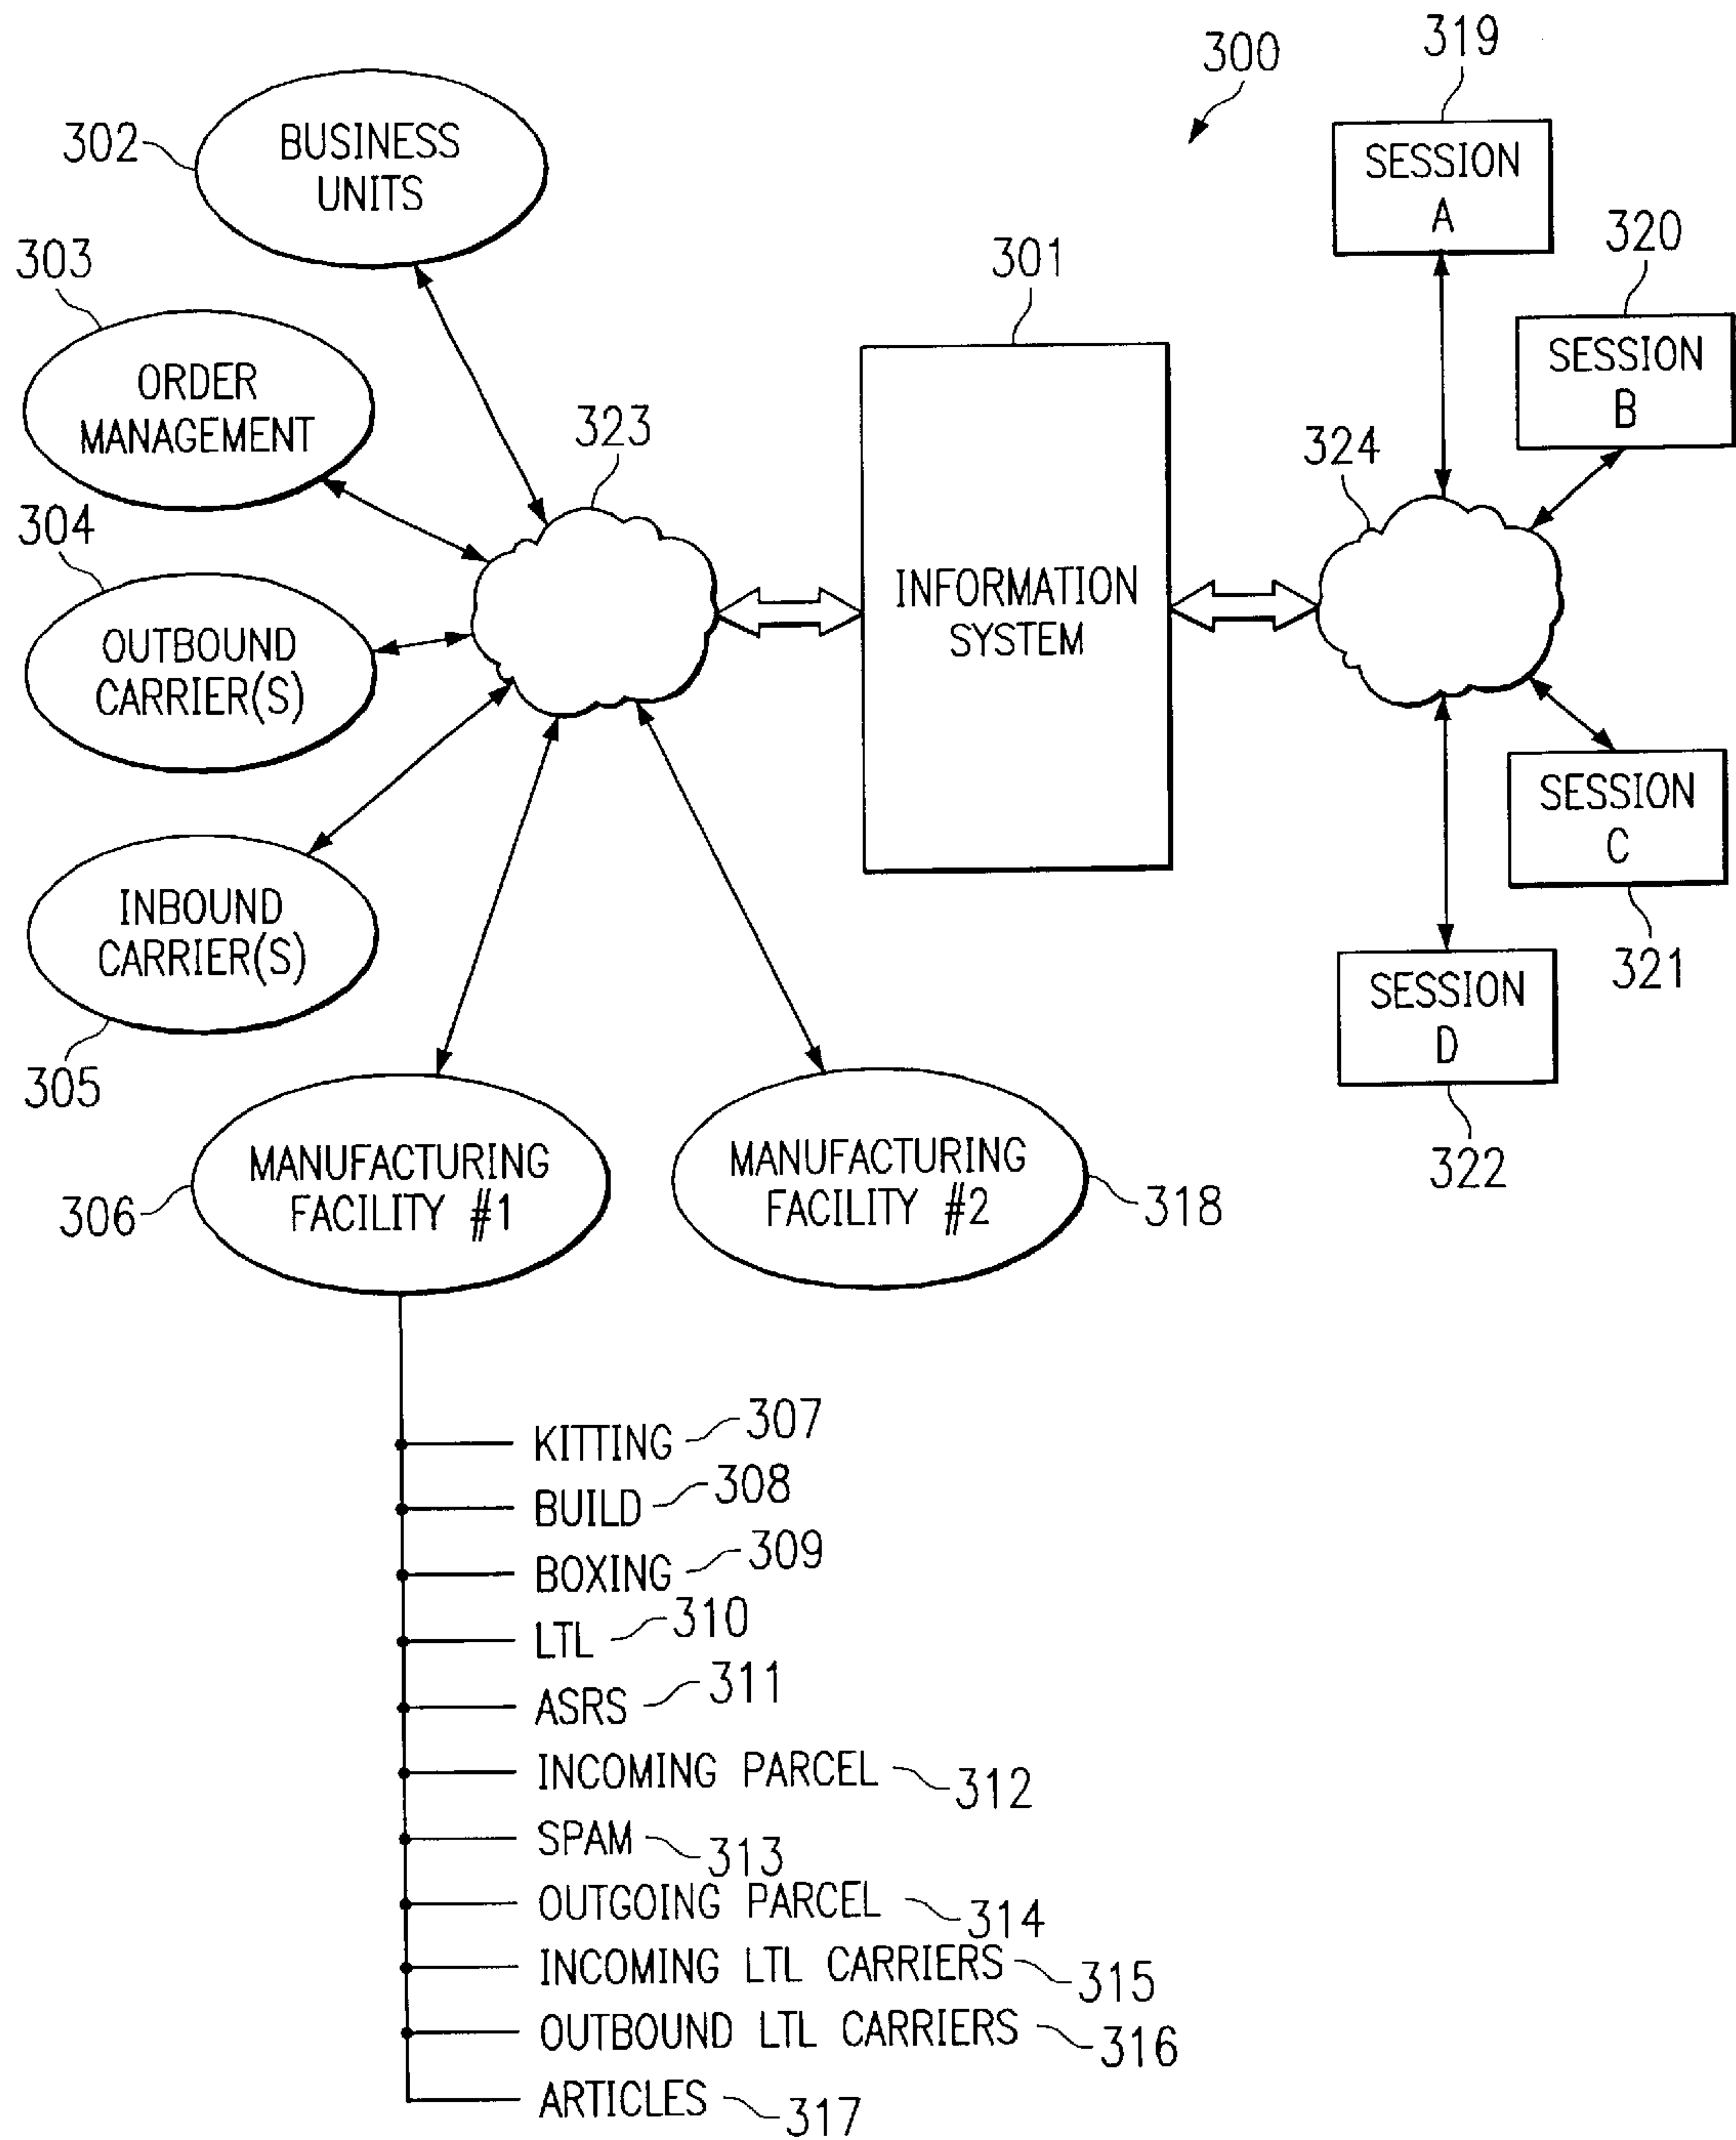 300
319
SESSION
A
302
BUSINESS
UNITS
320
SESSION
B
303
ORDER
MANAGEMENT
301
INFORMATION
SYSTEM
323
324
304
OUTBOUND
CARRIER(S)
305
INBOUND
CARRIER(S)
SESSION
C
321
SESSION
D
322
306
MANUFACTURING
FACILITY #1
MANUFACTURING
FACILITY #2
318
KITTING 307
BUILD 308
BOXING 309
LTL 310
ASRS 311
INCOMING PARCEL 312
SPAM 313
OUTGOING PARCEL 314
INCOMING LTL CARRIERS 315
OUTBOUND LTL CARRIERS 316
ARTICLES 317